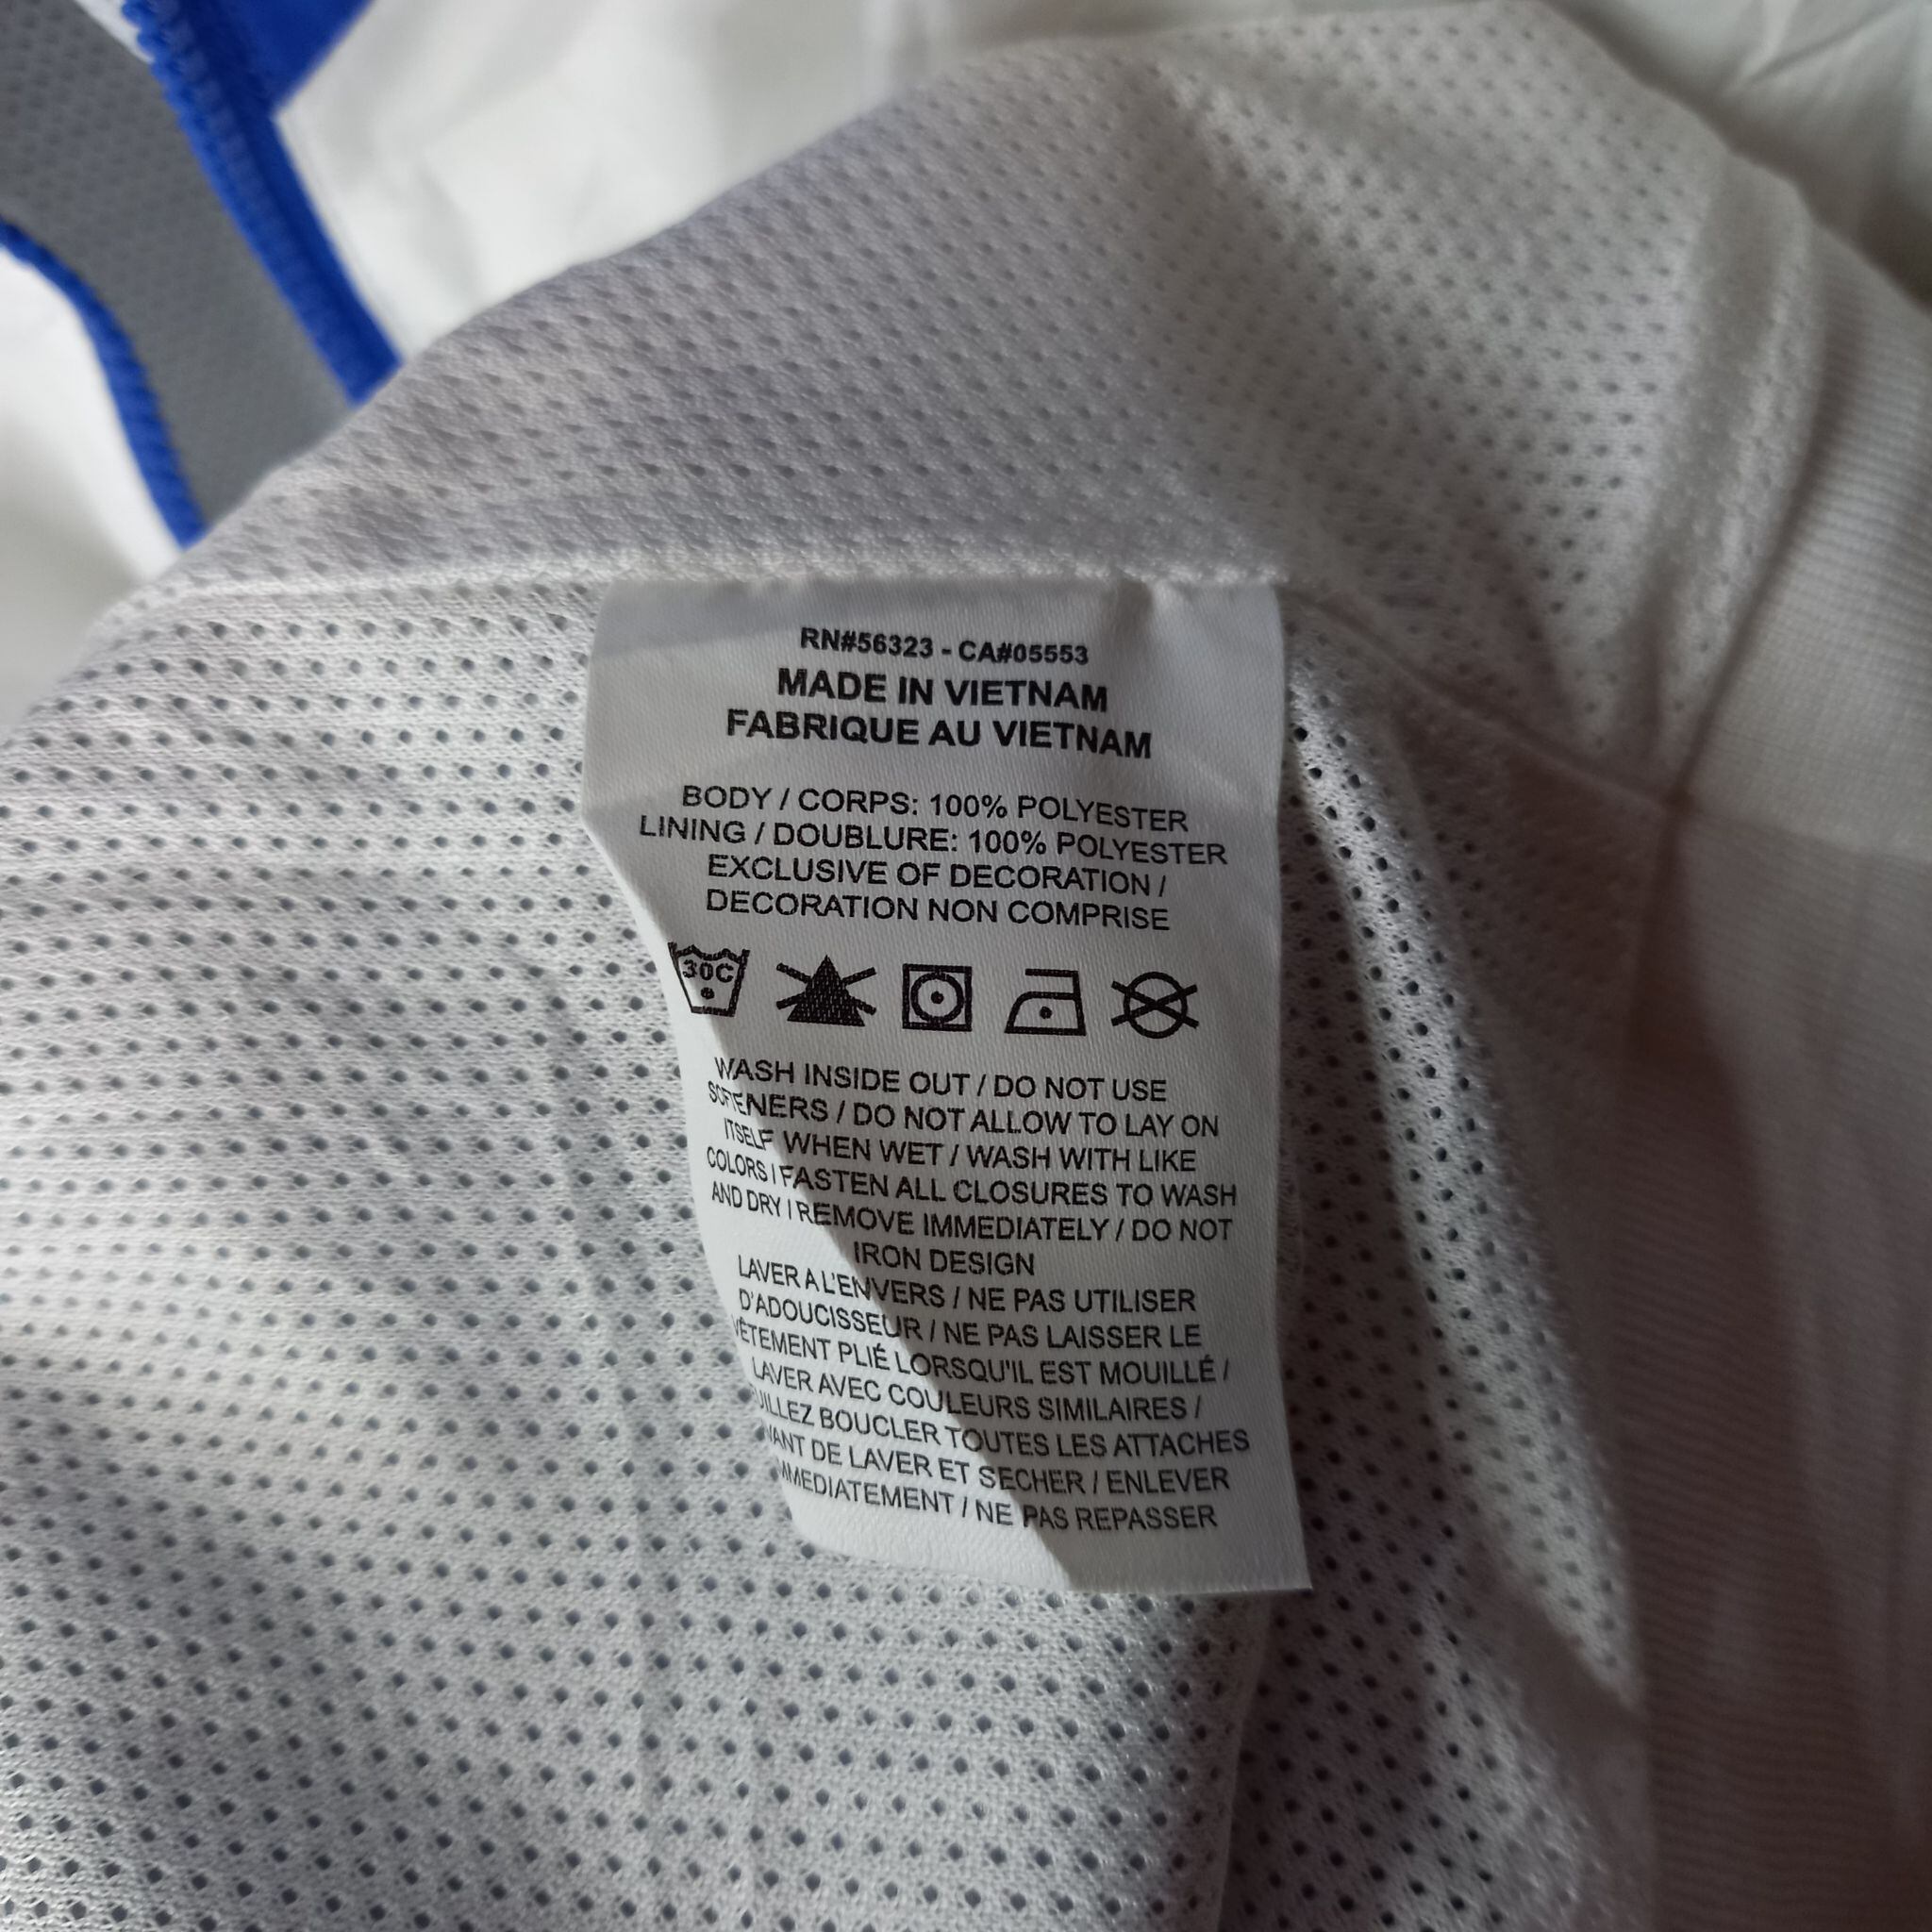 RN#56323 - CA#05553
MADE IN VIETNAM
FABRIQUE AU VIETNAM
BODY / CORPS: 100% POLYESTER
LINING / DOUBLURE: 100% POLYESTER
EXCLUSIVE OF DECORATION /
DECORATION NON COMPRISE
30C
WASH INSIDE OUT / DO NOT USE
SOFTENERS / DO NOT ALLOW TO LAY ON
ITSELF WHEN WET / WASH WITH LIKE
COLORS / FASTEN ALL CLOSURES TO WASH
AND DRY / REMOVE IMMEDIATELY / DO NOT
IRON DESIGN
LAVER A L'ENVERS / NE PAS UTILISER
D'ADOUCISSEUR / NE PAS LAISSER LE
VÊTEMENT PLIÉ LORSQU'IL EST MOUILLÉ /
LAVER AVEC COULEURS SIMILAIRES /
BOUCLER TOUTES LES ATTACHES
DE LAVER ET SECHER / ENLEVER
/ NE PAS REPASSER